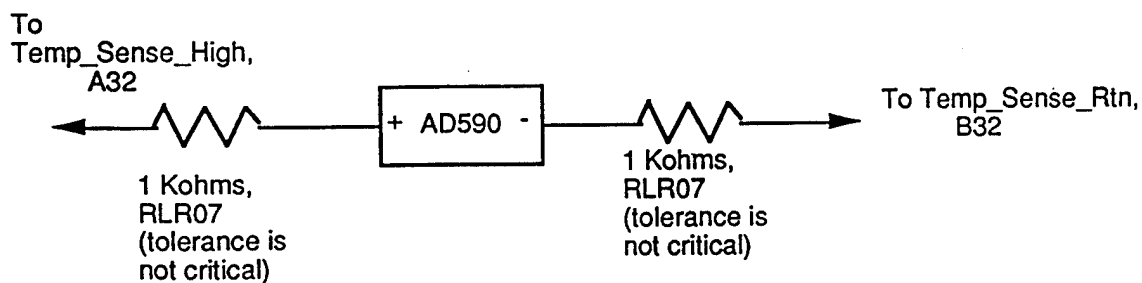 To
Temp_Sense_High,
A32
+ AD590 -
To Temp_Sense_Rtn,
B32
1 Kohms,
RLR07
(tolerance is
not critical)
1 Kohms,
RLR07
(tolerance is
not critical)